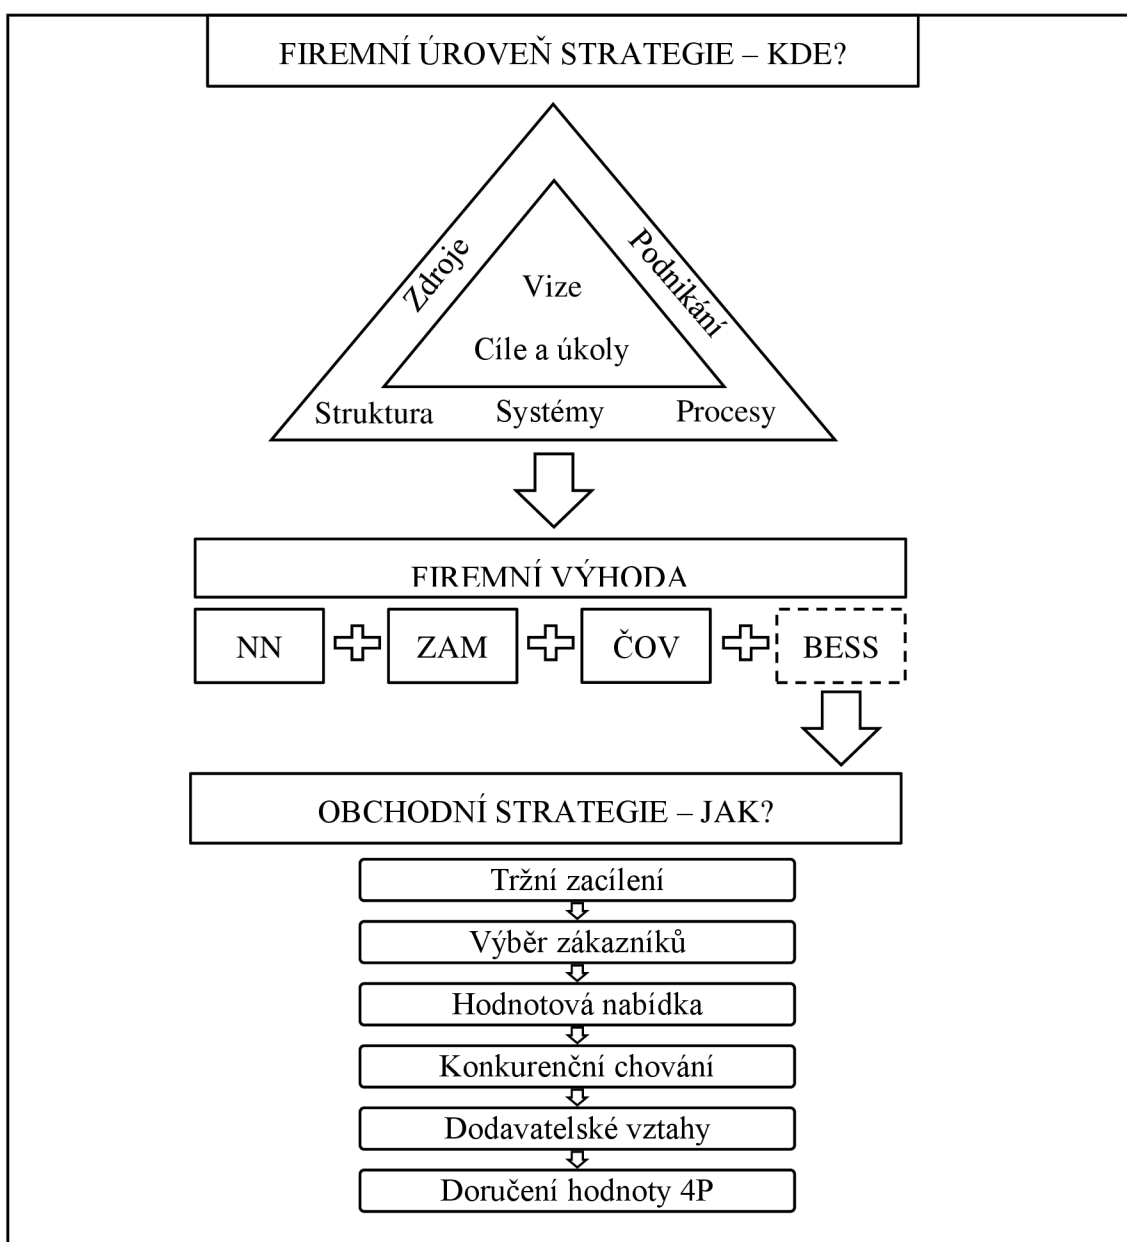 FIREMNÍ ÚROVEŇ STRATEGIE – KDE?
Zdroje
Podnikání
Vize
Cíle a úkoly
Struktura Systémy Procesy
FIREMNÍ VÝHODA
NN ZAM ČOV BESS
OBCHODNÍ STRATEGIE – JAK?
Tržní zacílení
Výběr zákazníků
Hodnotová nabídka
Konkurenční chování
Dodavatelské vztahy
Doručení hodnoty 4P